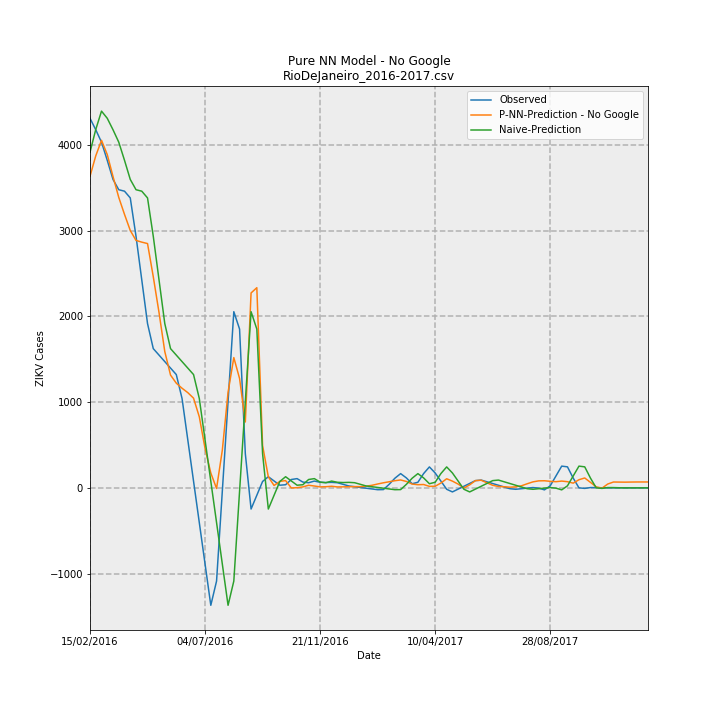 Pure NN Model - No Google
RioDeJaneiro_2016-2017.csv
Observed
P-NN-Prediction - No Google
Naive-Prediction
ZIKV Cases
4000
3000
2000
1000
0
−1000
15/02/2016
04/07/2016
21/11/2016
10/04/2017
28/08/2017
Date